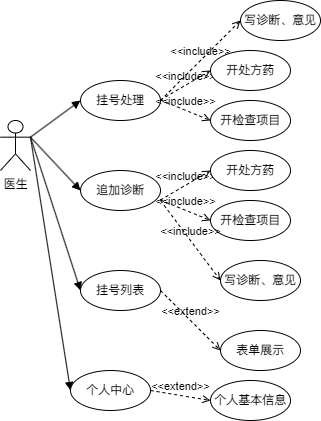 写诊断、意见
<<include>>
开处方药
<<include>>
挂号处理
<<include>>
开检查项目
医生
开处方药
<<include>>
追加诊断
<<include>>
开检查项目
<<include>>
写诊断、意见
挂号列表
<<extend>>
表单展示
个人中心
<<extend>>
个人基本信息